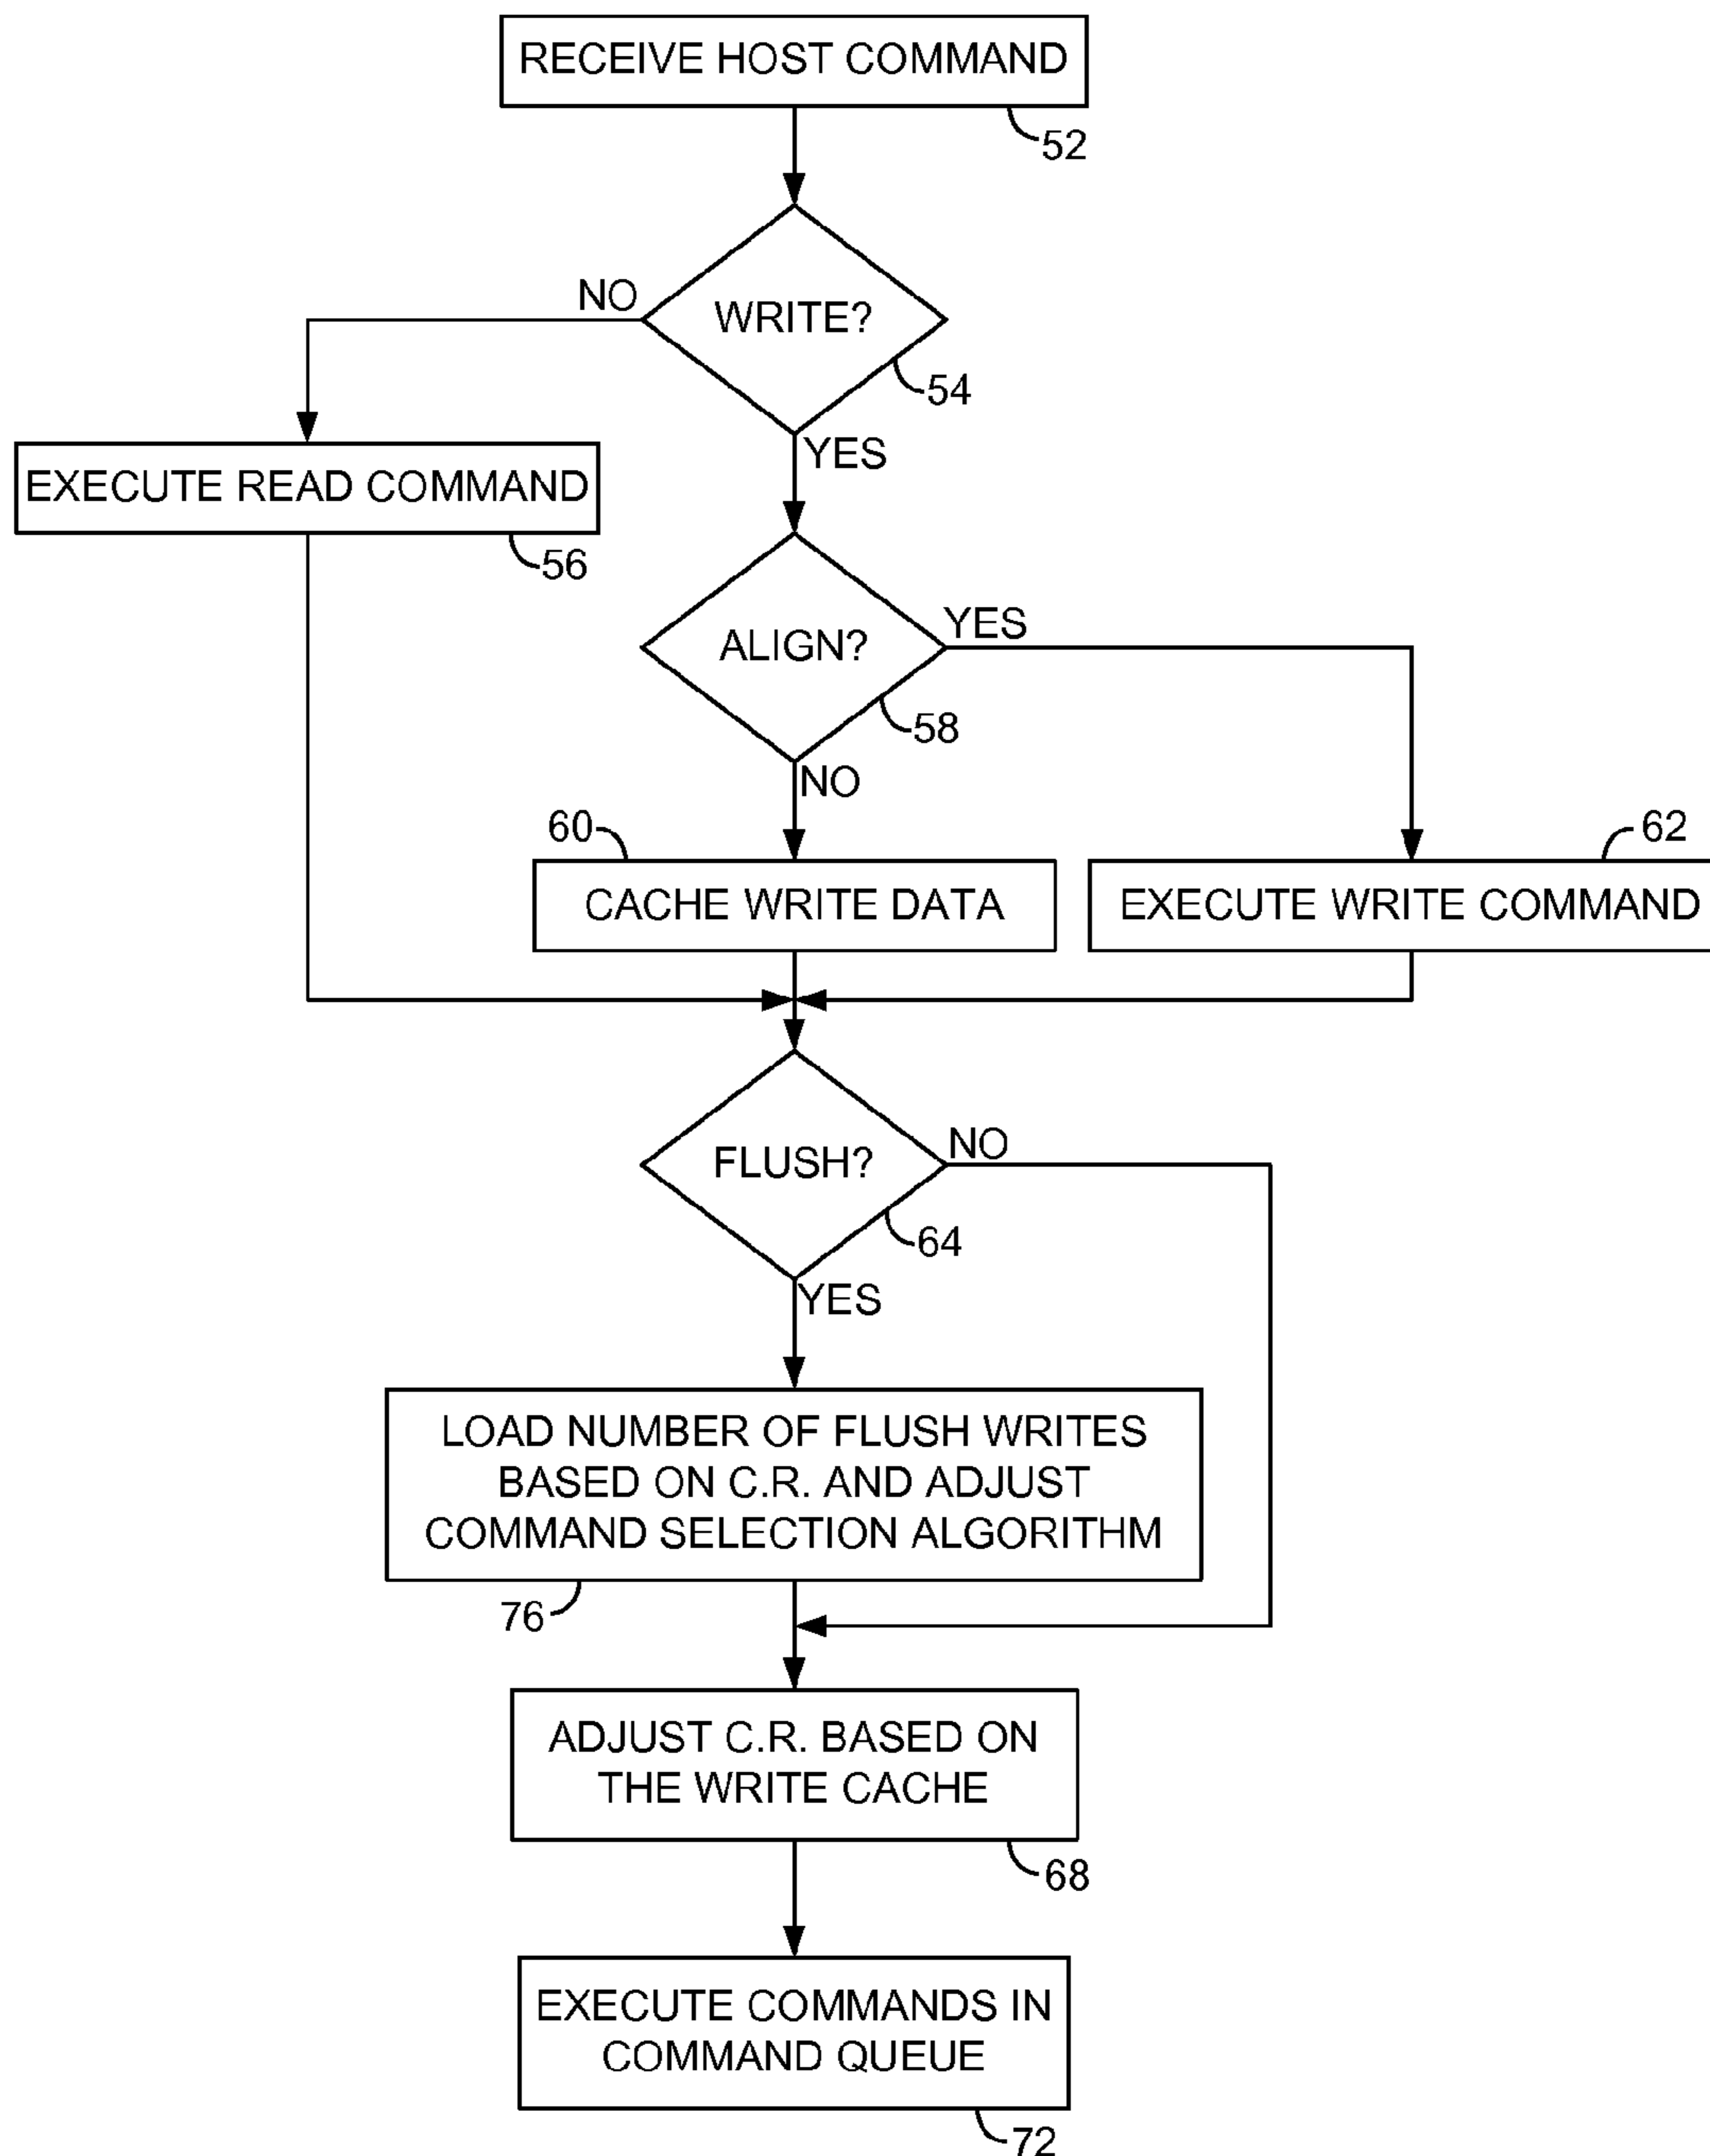 RECEIVE HOST COMMAND
52
NO
WRITE?
54
YES
EXECUTE READ COMMAND
56
ALIGN?
YES
58
NO
60
62
CACHE WRITE DATA
EXECUTE WRITE COMMAND
FLUSH?
NO
64
YES
LOAD NUMBER OF FLUSH WRITES
BASED ON C.R. AND ADJUST
COMMAND SELECTION ALGORITHM
76
ADJUST C.R. BASED ON
THE WRITE CACHE
68
EXECUTE COMMANDS IN
COMMAND QUEUE
72